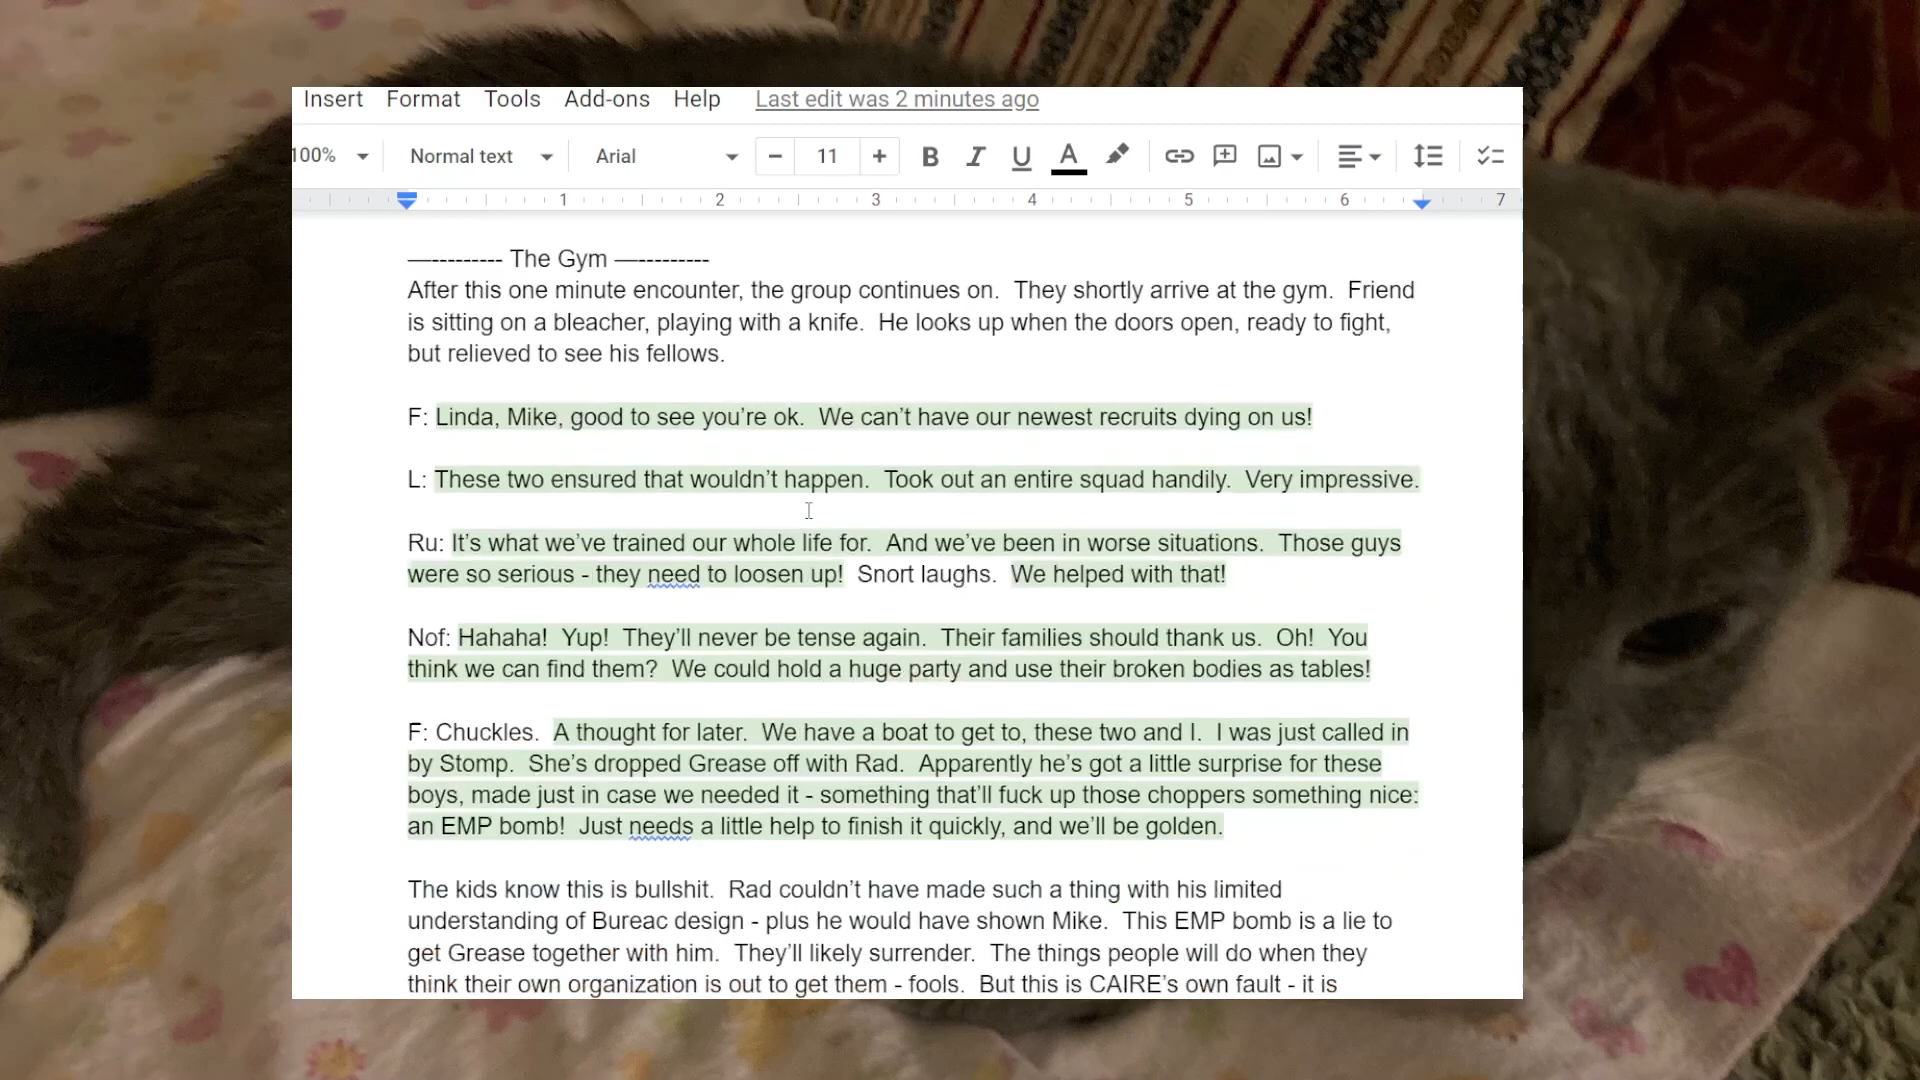 Insert Format Tools Add-ons Help Last edit was 2 minutes ago
100% Normal text Arial 11 B I U A
1 2 3 4 5 6 7
—---------- The Gym —----------
After this one minute encounter, the group continues on.  They shortly arrive at the gym.  Friend
is sitting on a bleacher, playing with a knife.  He looks up when the doors open, ready to fight,
but relieved to see his fellows.
F: Linda, Mike, good to see you’re ok.  We can’t have our newest recruits dying on us!
L: These two ensured that wouldn’t happen.  Took out an entire squad handily.  Very impressive.
Ru: It’s what we’ve trained our whole life for.  And we’ve been in worse situations.  Those guys
were so serious - they need to loosen up!  Snort laughs.  We helped with that!
Nof: Hahaha!  Yup!  They’ll never be tense again.  Their families should thank us.  Oh!  You
think we can find them?  We could hold a huge party and use their broken bodies as tables!
F: Chuckles.  A thought for later.  We have a boat to get to, these two and I.  I was just called in
by Stomp.  She’s dropped Grease off with Rad.  Apparently he’s got a little surprise for these
boys, made just in case we needed it - something that’ll fuck up those choppers something nice:
an EMP bomb!  Just needs a little help to finish it quickly, and we’ll be golden.
The kids know this is bullshit.  Rad couldn’t have made such a thing with his limited
understanding of Bureac design - plus he would have shown Mike.  This EMP bomb is a lie to
get Grease together with him.  They’ll likely surrender.  The things people will do when they
think their own organization is out to get them - fools.  But this is CAIRE’s own fault - it is